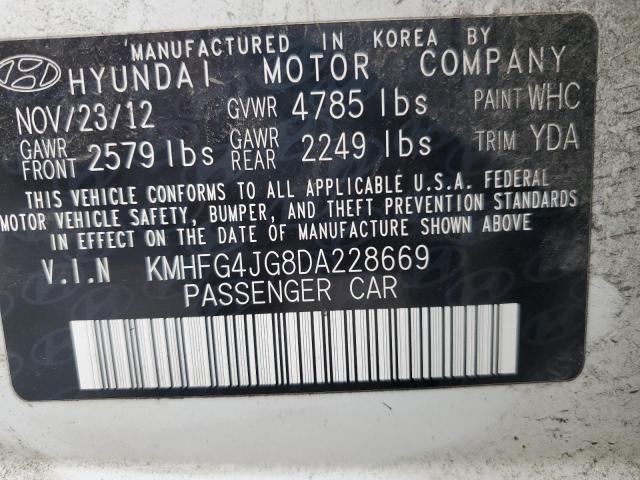 MANUFACTURED IN KOREA BY
HYUNDAI MOTOR COMPANY
NOV/23/12 GVWR 4785 lbs PAINT WHC
GAWR FRONT 2579 lbs GAWR REAR 2249 lbs TRIM YDA
THIS VEHICLE CONFORMS TO ALL APPLICABLE U.S.A. FEDERAL
MOTOR VEHICLE SAFETY, BUMPER, AND THEFT PREVENTION STANDARDS
IN EFFECT ON THE DATE OF MANUFACTURE SHOWN ABOVE.
V.I.N KMHFG4JG8DA228669
PASSENGER CAR